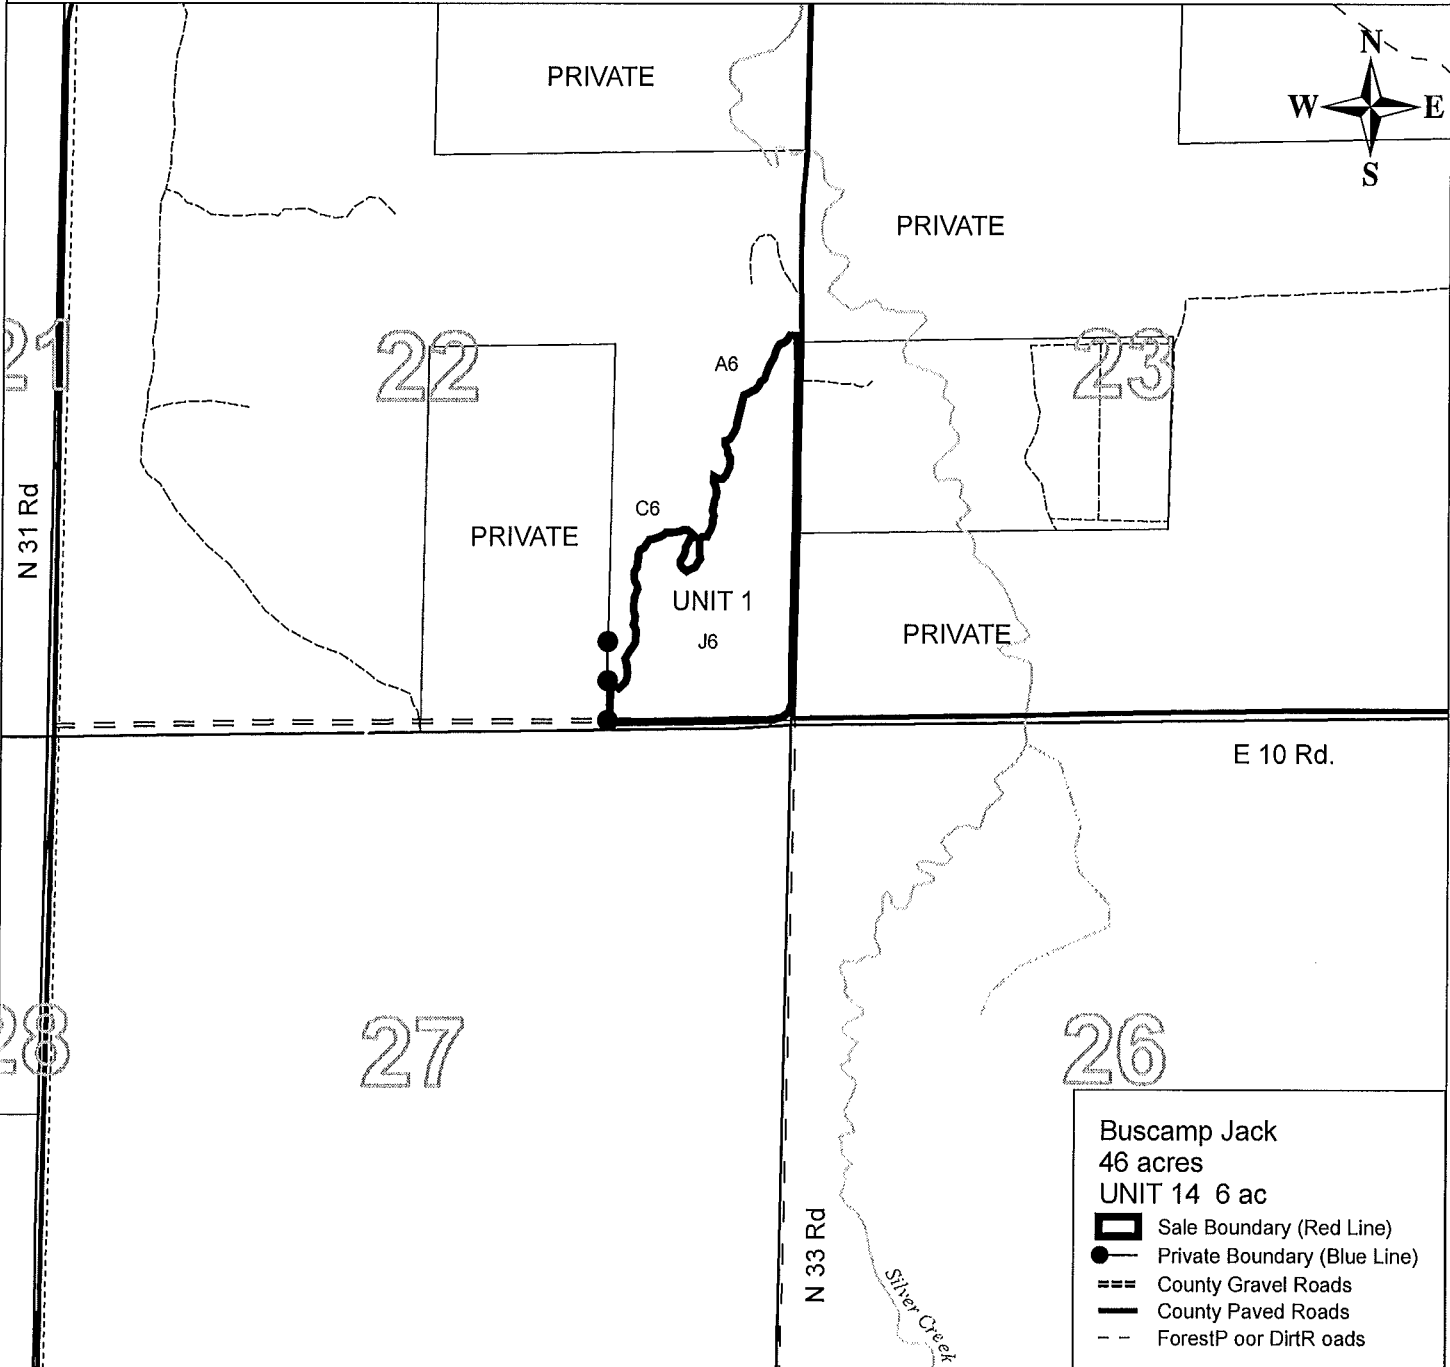 PRIVATE
N
W E
S
PRIVATE
21
22
23
A6
N 31 Rd
C6
PRIVATE
UNIT 1
J6
PRIVATE
E 10 Rd.
28
27
26
N 33 Rd
Silver Creek
Buscamp Jack
46 acres
UNIT 14 6 ac
Sale Boundary (Red Line)
Private Boundary (Blue Line)
County Gravel Roads
County Paved Roads
ForestP oor DirtR oads